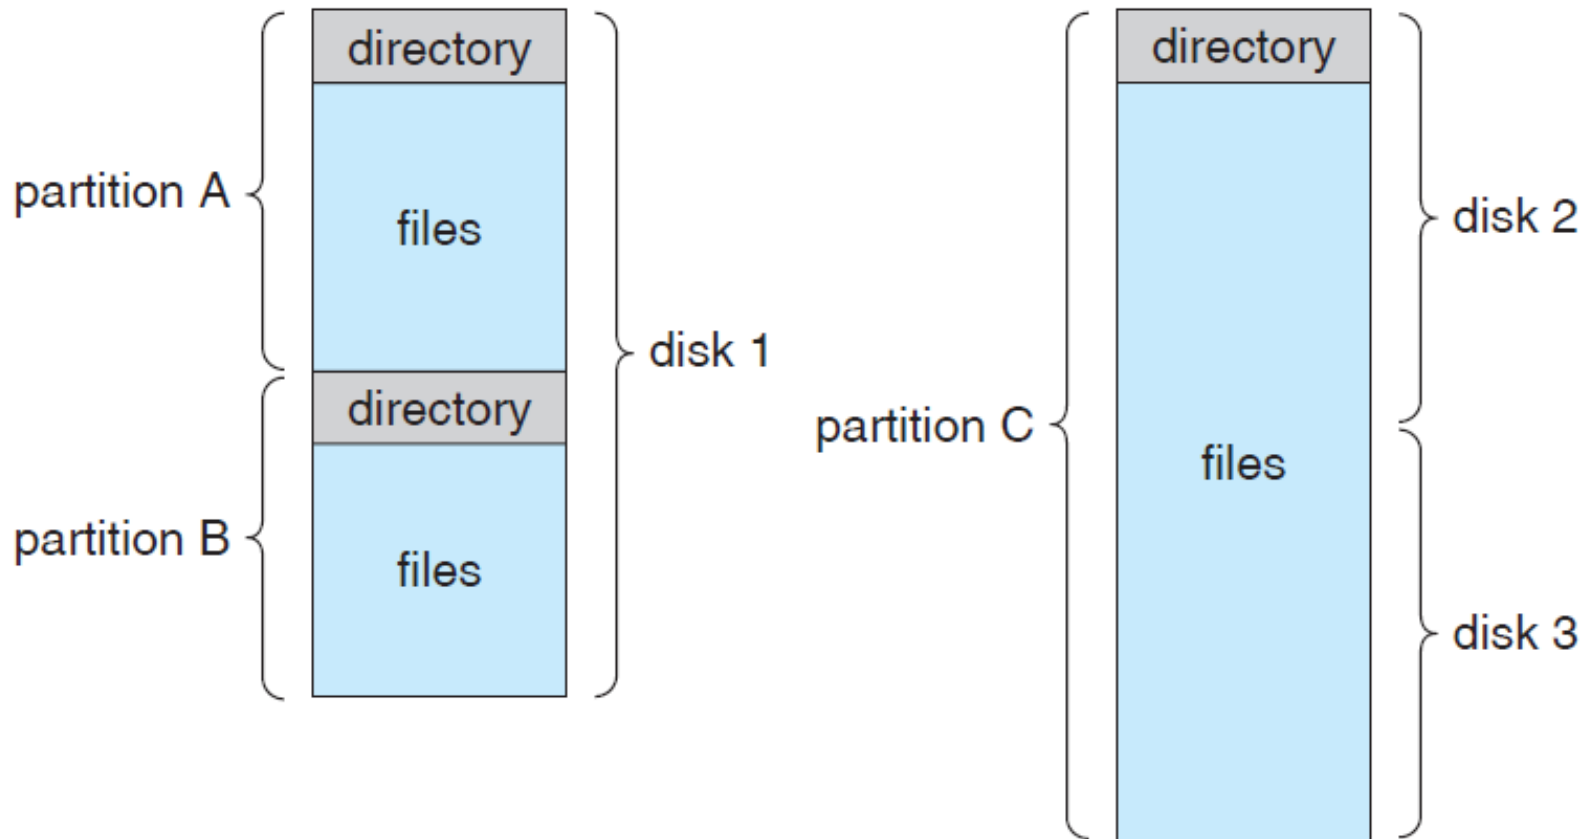 directory
partition A
files
disk 1
directory
partition B
files
directory
disk 2
partition C
files
disk 3